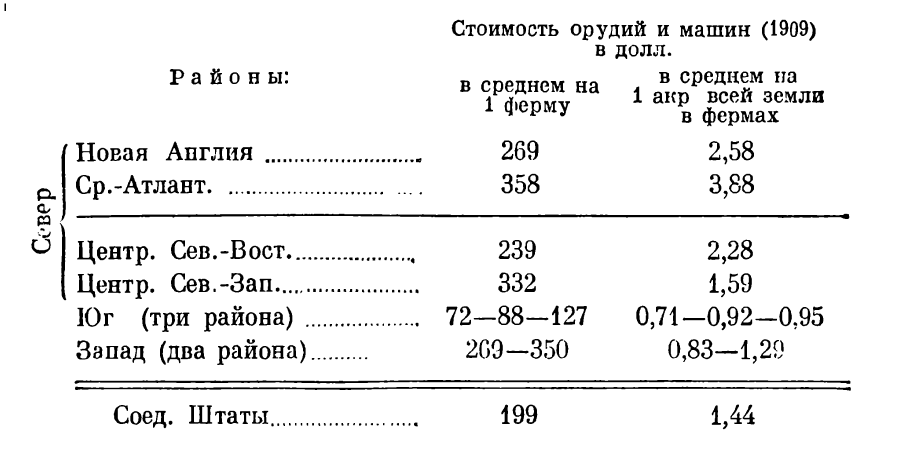 Стоимость орудий и машин (1909)
в долл.
Районы:
в среднем на
1 ферму
в среднем на
1 акр всей земли
в фермах
Север
Новая Англия ........................ 269 2,58
Ср.-Атлант. ........................ 358 3,88
Центр. Сев.-Вост. ................... 239 2,28
Центр. Сев.-Зап. .................... 332 1,59
Юг (три района) ................. 72—88—127 0,71—0,92—0,95
Запад (два района) ......... 269—350 0,83—1,29
Соед. Штаты ....................... 199 1,44